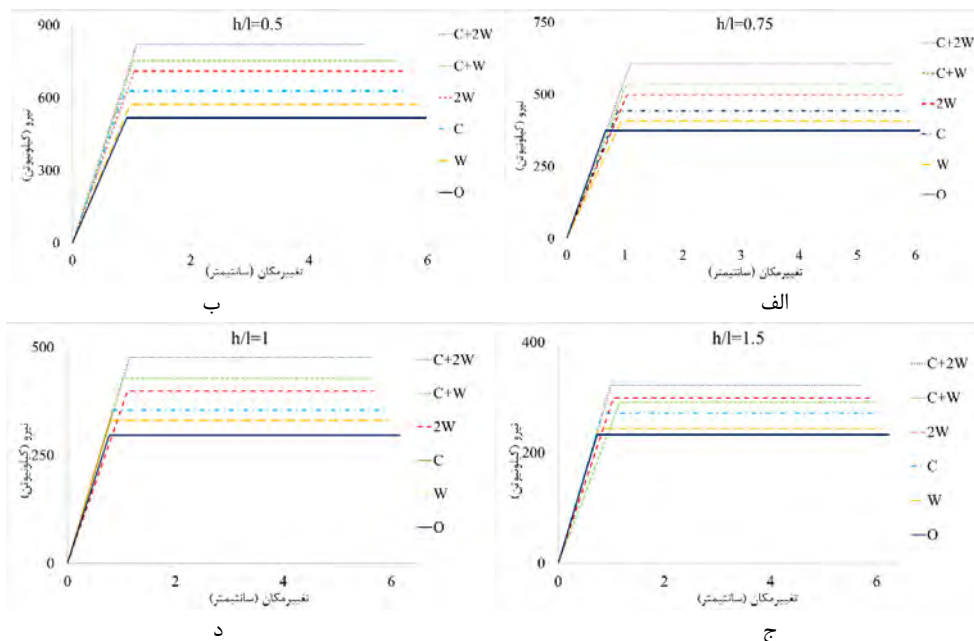 h/l=0.5
900
600
300
0
0
2
4
6
نیرو (کیلونیوتن)
تغییرمکان (سانتیمتر)
C+2W
C+W
2W
C
W
O
ب
h/l=0.75
750
500
250
0
0
1
2
3
4
5
6
نیرو (کیلونیوتن)
تغییرمکان (سانتیمتر)
C+2W
C+W
2W
C
W
O
الف
h/l=1
500
250
0
0
2
4
6
نیرو (کیلونیوتن)
تغییرمکان (سانتیمتر)
C+2W
C+W
2W
C
W
O
د
h/l=1.5
400
200
0
0
2
4
6
نیرو (کیلونیوتن)
تغییرمکان (سانتیمتر)
C+2W
C+W
2W
C
W
O
ج